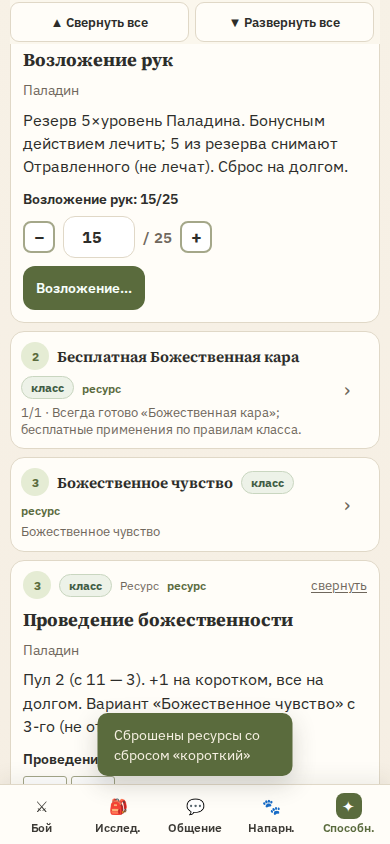 ▲ Свернуть все
▼ Развернуть все
Возложение рук
Паладин
Резерв 5×уровень Паладина. Бонусным
действием лечить; 5 из резерва снимают
Отравленного (не лечат). Сброс на долгом.
Возложение рук: 15/25
− 15 / 25 +
Возложение...
2 Бесплатная Божественная кара
класс ресурс
1/1 · Всегда готово «Божественная кара»;
бесплатные применения по правилам класса.
3 Божественное чувство класс
ресурс
Божественное чувство
3 класс Ресурс ресурс свернуть
Проведение божественности
Паладин
Пул 2 (с 11 — 3). +1 на коротком, все на
долгом. Вариант «Божественное чувство» с
3-го (не
Сброшены ресурсы со
сбросом «короткий»
Бой
Исслед.
Общение
Напарн.
Способн.